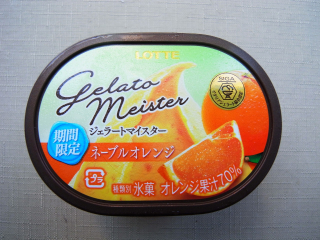 LOTTE
Gelato
Meister
ジェラートマイスター
期間
限定
ネーブルオレンジ
種類別 氷菓 オレンジ果汁70%
プラ